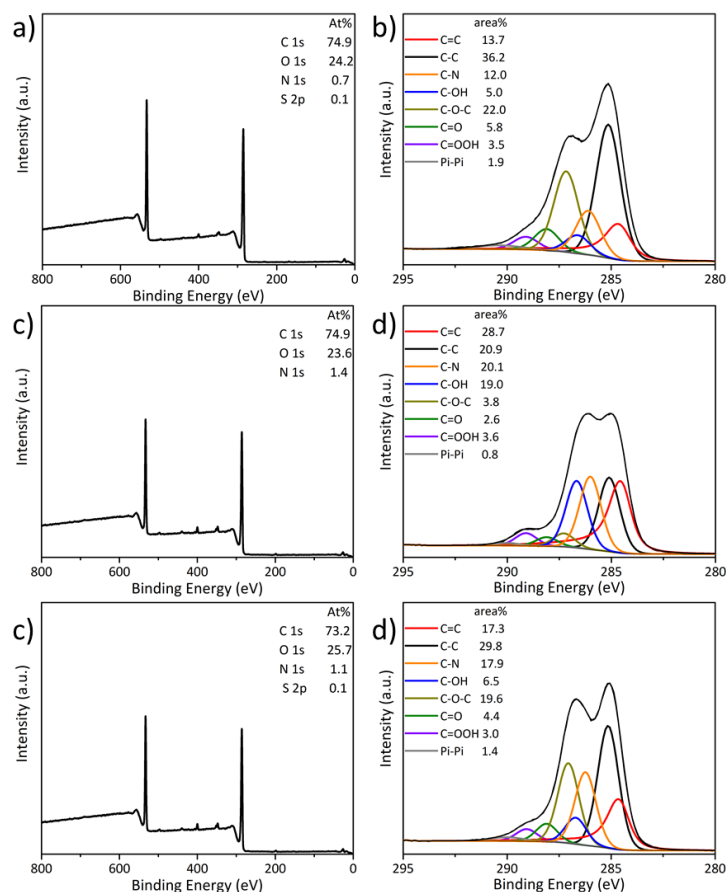 a)
At%
C 1s 74.9
O 1s 24.2
N 1s 0.7
S 2p 0.1
Intensity (a.u.)
800 600 400 200 0
Binding Energy (eV)
b)
area%
C=C 13.7
C-C 36.2
C-N 12.0
C-OH 5.0
C-O-C 22.0
C=O 5.8
C=OOH 3.5
Pi-Pi 1.9
Intensity (a.u.)
295 290 285 280
Binding Energy (eV)
c)
At%
C 1s 74.9
O 1s 23.6
N 1s 1.4
Intensity (a.u.)
800 600 400 200 0
Binding Energy (eV)
d)
area%
C=C 28.7
C-C 20.9
C-N 20.1
C-OH 19.0
C-O-C 3.8
C=O 2.6
C=OOH 3.6
Pi-Pi 0.8
Intensity (a.u.)
295 290 285 280
Binding Energy (eV)
c)
At%
C 1s 73.2
O 1s 25.7
N 1s 1.1
S 2p 0.1
Intensity (a.u.)
800 600 400 200 0
Binding Energy (eV)
d)
area%
C=C 17.3
C-C 29.8
C-N 17.9
C-OH 6.5
C-O-C 19.6
C=O 4.4
C=OOH 3.0
Pi-Pi 1.4
Intensity (a.u.)
295 290 285 280
Binding Energy (eV)